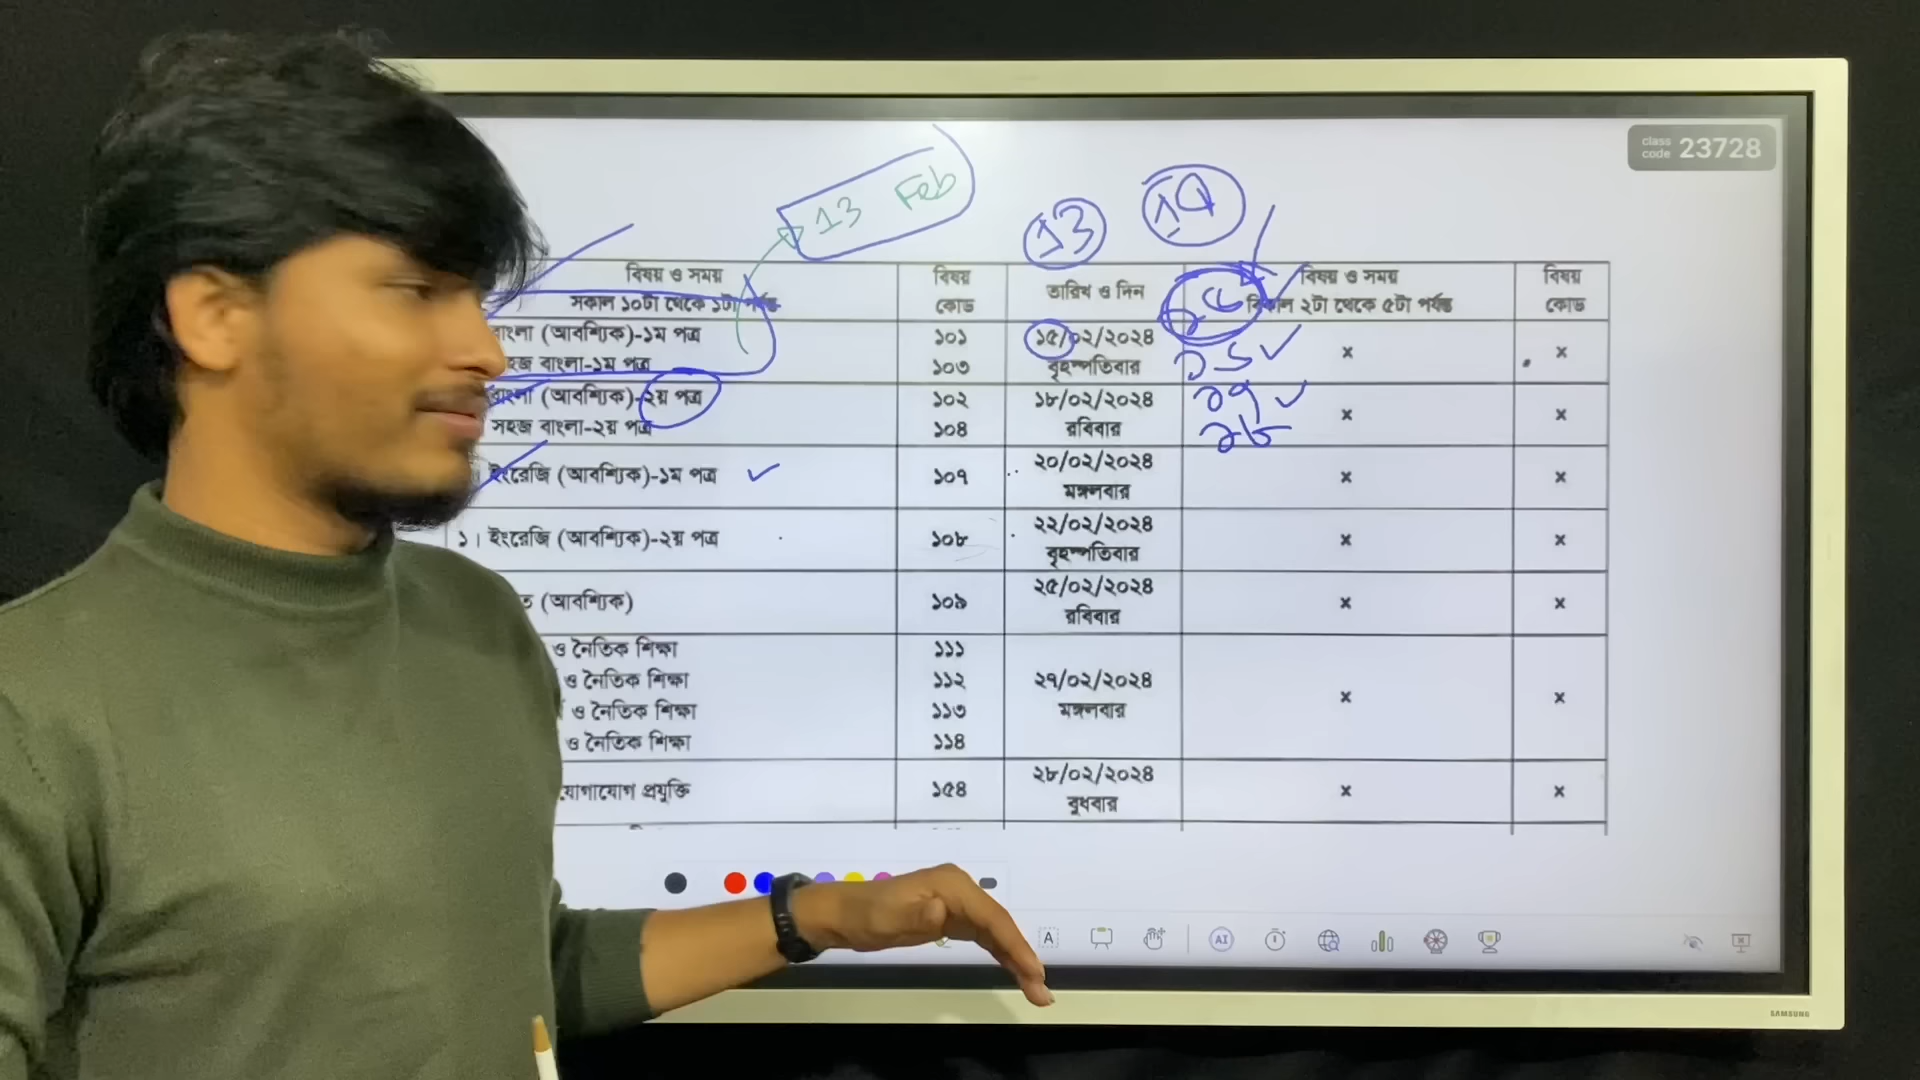 class
code 23728
13 Feb
13
14
বিষয় ও সময়
সকাল ১০টা থেকে ১টা পর্যন্ত
বিষয়
কোড
তারিখ ও দিন
বিষয় ও সময়
বিকাল ২টা থেকে ৫টা পর্যন্ত
বিষয়
কোড
বাংলা (আবশ্যিক)-১ম পত্র
সহজ বাংলা-১ম পত্র
১০১
১০৩
১৫/০২/২০২৪
বৃহস্পতিবার
x
x
বাংলা (আবশ্যিক)-২য় পত্র
সহজ বাংলা-২য় পত্র
১০২
১০৪
১৮/০২/২০২৪
রবিবার
১৭
x
x
। ইংরেজি (আবশ্যিক)-১ম পত্র
১০৭
২০/০২/২০২৪
মঙ্গলবার
x
x
১। ইংরেজি (আবশ্যিক)-২য় পত্র
১০৮
২২/০২/২০২৪
বৃহস্পতিবার
x
x
ত (আবশ্যিক)
১০৯
২৫/০২/২০২৪
রবিবার
x
x
ও নৈতিক শিক্ষা
ও নৈতিক শিক্ষা
ও নৈতিক শিক্ষা
ও নৈতিক শিক্ষা
১১১
১১২
১১৩
১১৪
২৭/০২/২০২৪
মঙ্গলবার
x
x
যোগাযোগ প্রযুক্তি
১৫৪
২৮/০২/২০২৪
বুধবার
x
x
A
AI
SAMSUNG